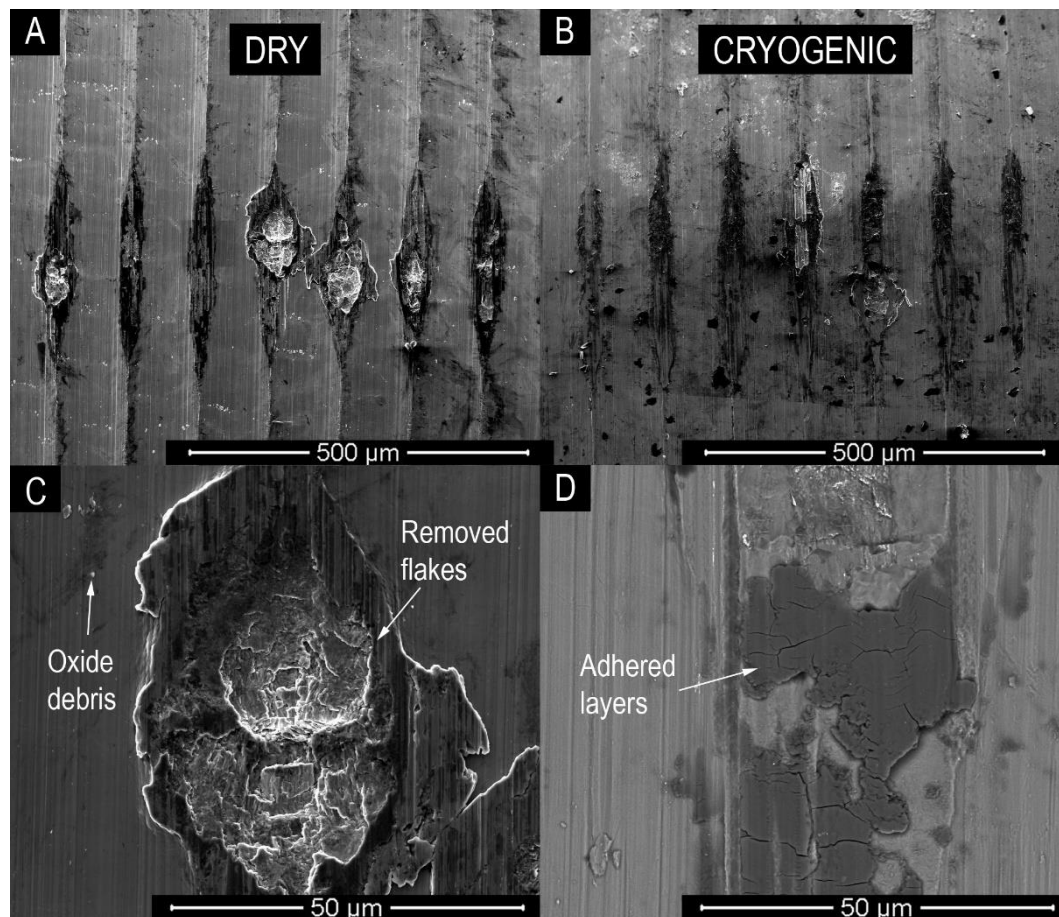 A
DRY
500 µm
B
CRYOGENIC
500 µm
C
Removed
flakes
Oxide
debris
50 µm
D
Adhered
layers
50 µm